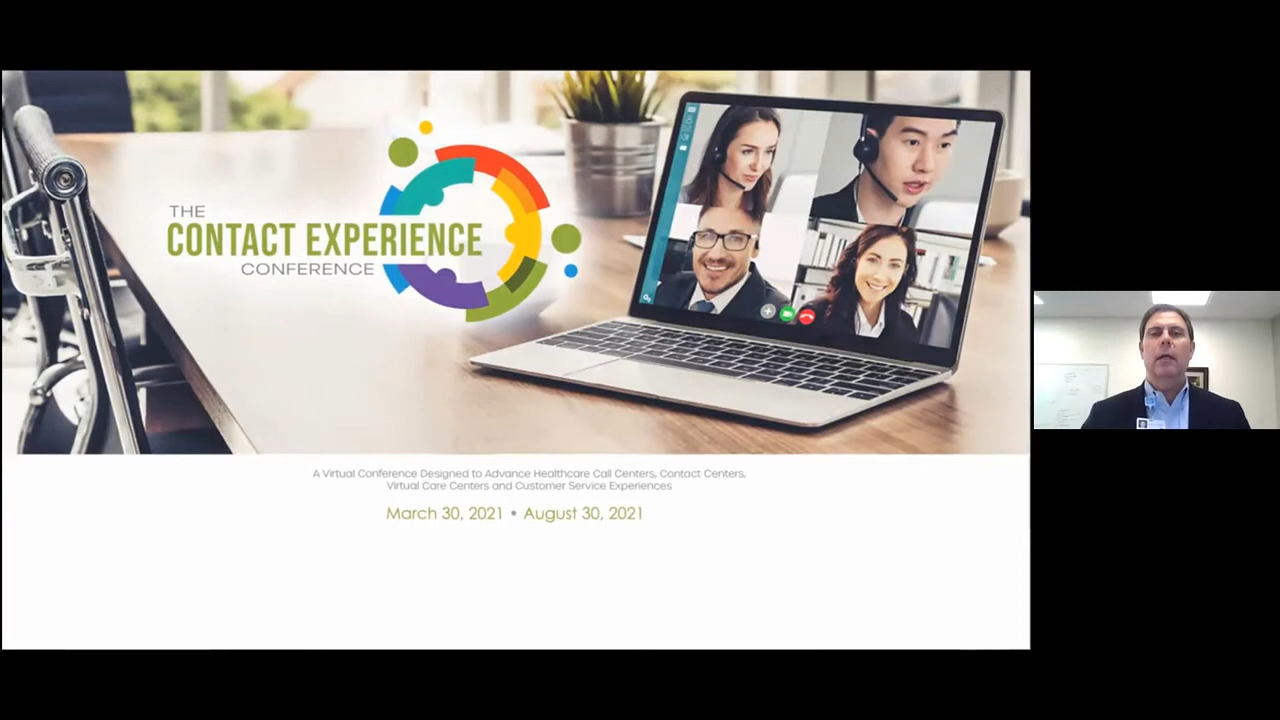 THE
CONTACT EXPERIENCE
CONFERENCE
A Virtual Conference Designed to Advance Healthcare Call Centers, Contact Centers,
Virtual Care Centers and Customer Service Experiences
March 30, 2021 • August 30, 2021